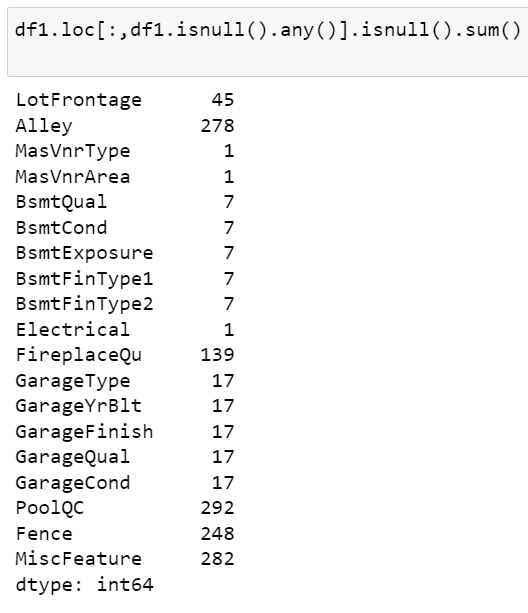 df1.loc[:,df1.isnull().any()].isnull().sum()
LotFrontage 45
Alley 278
MasVnrType 1
MasVnrArea 1
BsmtQual 7
BsmtCond 7
BsmtExposure 7
BsmtFinType1 7
BsmtFinType2 7
Electrical 1
FireplaceQu 139
GarageType 17
GarageYrBlt 17
GarageFinish 17
GarageQual 17
GarageCond 17
PoolQC 292
Fence 248
MiscFeature 282
dtype: int64